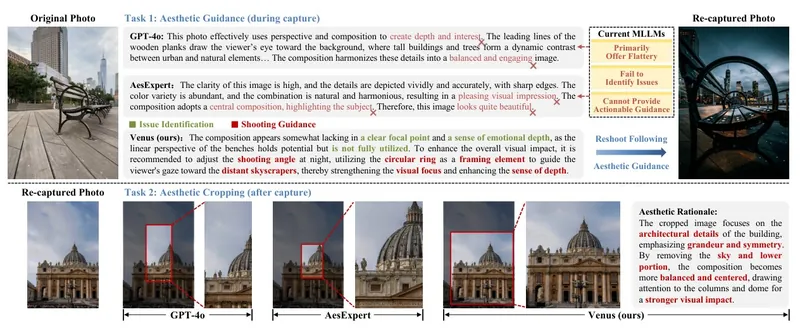 Original Photo
Task 1: Aesthetic Guidance (during capture)
Re-captured Photo
GPT-4o: This photo effectively uses perspective and composition to create depth and interest. The leading lines of the
wooden planks draw the viewer's eye toward the background, where tall buildings and trees form a dynamic contrast
between urban and natural elements… The composition harmonizes these details into a balanced and engaging image.
AesExpert: The clarity of this image is high, and the details are depicted vividly and accurately, with sharp edges. The
color variety is abundant, and the combination is natural and harmonious, resulting in a pleasing visual impression. The
composition adopts a central composition, highlighting the subject. Therefore, this image looks quite beautiful.
Issue Identification
Shooting Guidance
Venus (ours): The composition appears somewhat lacking in a clear focal point and a sense of emotional depth, as the
linear perspective of the benches holds potential but is not fully utilized. To enhance the overall visual impact, it is
recommended to adjust the shooting angle at night, utilizing the circular ring as a framing element to guide the
viewer's gaze toward the distant skyscrapers, thereby strengthening the visual focus and enhancing the sense of depth.
Current MLLMs
Primarily
Offer Flattery
Fail to
Identify Issues
Cannot Provide
Actionable Guidance
Reshoot Following
Aesthetic Guidance
Re-captured Photo
Task 2: Aesthetic Cropping (after capture)
Aesthetic Rationale:
The cropped image focuses on the
architectural details of the building,
emphasizing grandeur and symmetry.
By removing the sky and lower
portion, the composition becomes
more balanced and centered, drawing
attention to the columns and dome for
a stronger visual impact.
GPT-4o
AesExpert
Venus (ours)